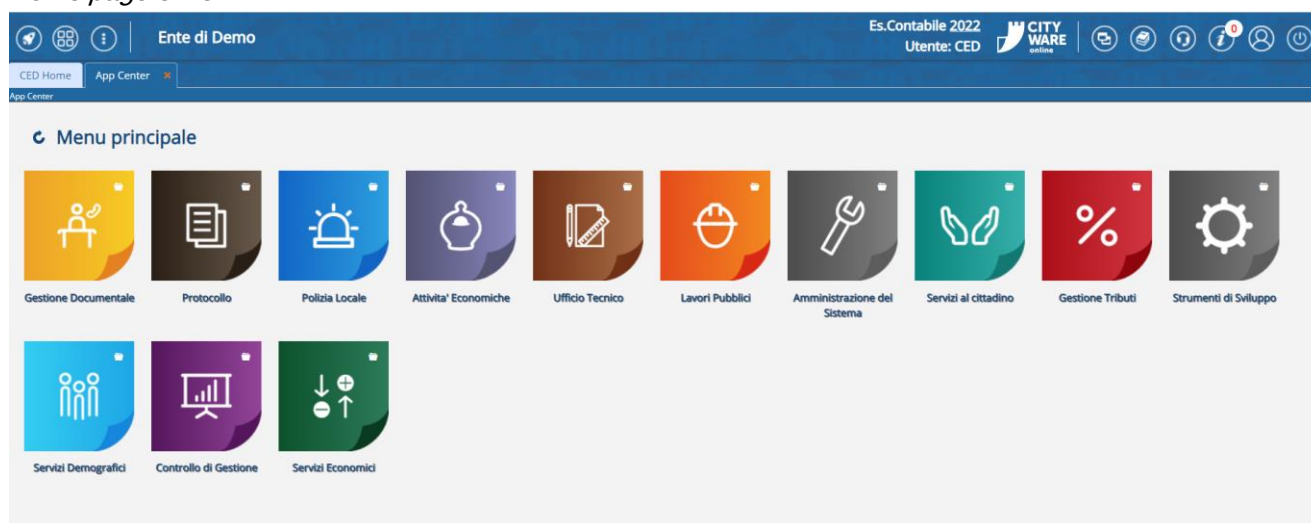 Ente di Demo
Es.Contabile 2022
Utente: CED
CITY
WARE
online
0
CED Home
App Center
App Center
Menu principale
Gestione Documentale
Protocollo
Polizia Locale
Attivita' Economiche
Ufficio Tecnico
Lavori Pubblici
Amministrazione del
Sistema
Servizi al cittadino
Gestione Tributi
Strumenti di Sviluppo
Servizi Demografici
Controllo di Gestione
Servizi Economici